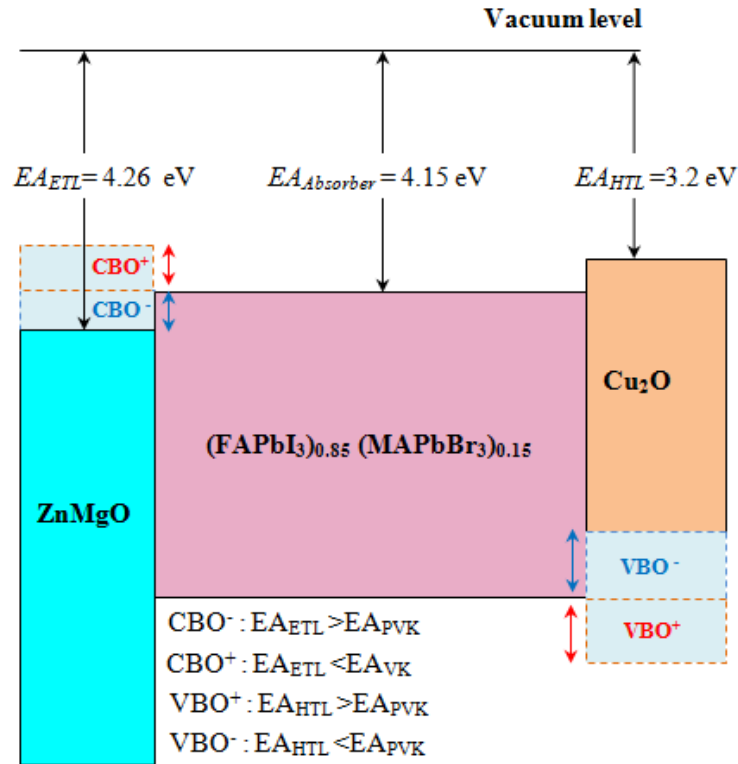 Vacuum level
EA_ETL= 4.26 eV
EA_Absorber = 4.15 eV
EA_HTL =3.2 eV
CBO⁺
CBO⁻
Cu₂O
(FAPbI₃)₀.₈₅ (MAPbBr₃)₀.₁₅
ZnMgO
VBO⁻
VBO⁺
CBO⁻ : EA_ETL >EA_PVK
CBO⁺ : EA_ETL <EA_VK
VBO⁺ : EA_HTL >EA_PVK
VBO⁻ : EA_HTL <EA_PVK